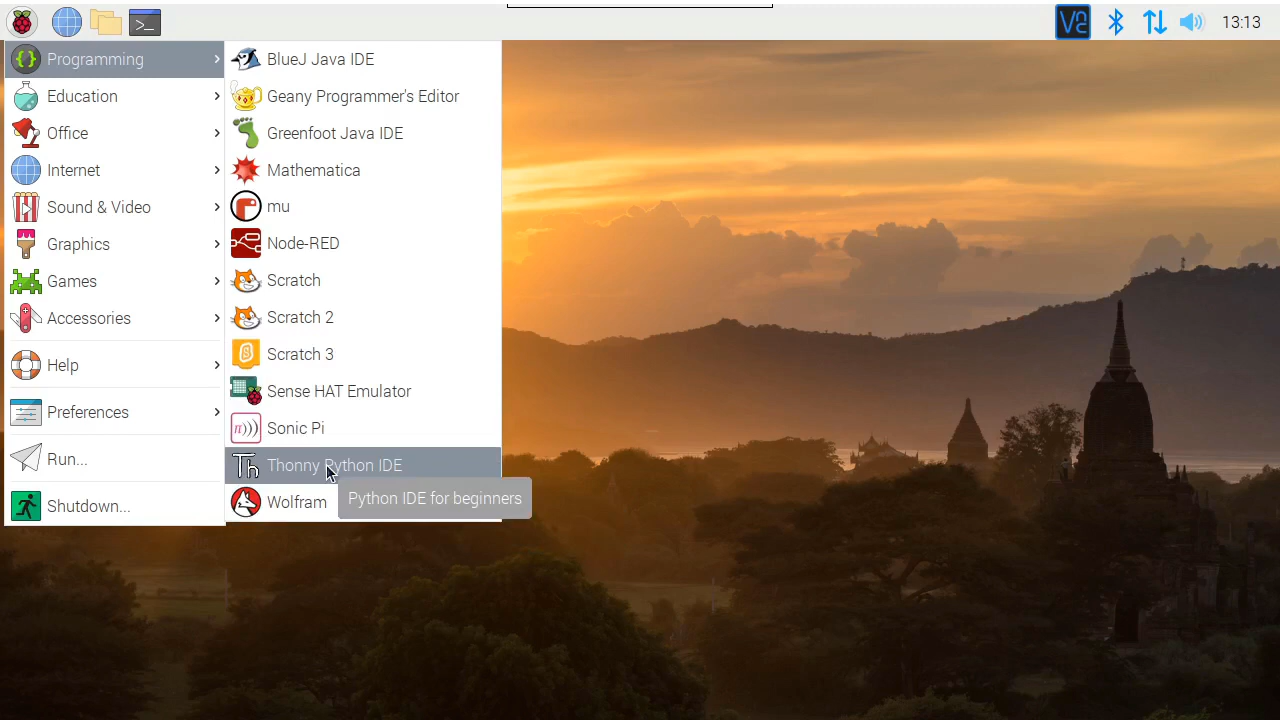 13:13
Programming
Education
Office
Internet
Sound & Video
Graphics
Games
Accessories
Help
Preferences
Run...
Shutdown...
BlueJ Java IDE
Geany Programmer's Editor
Greenfoot Java IDE
Mathematica
mu
Node-RED
Scratch
Scratch 2
Scratch 3
Sense HAT Emulator
Sonic Pi
Thonny Python IDE
Wolfram
Python IDE for beginners